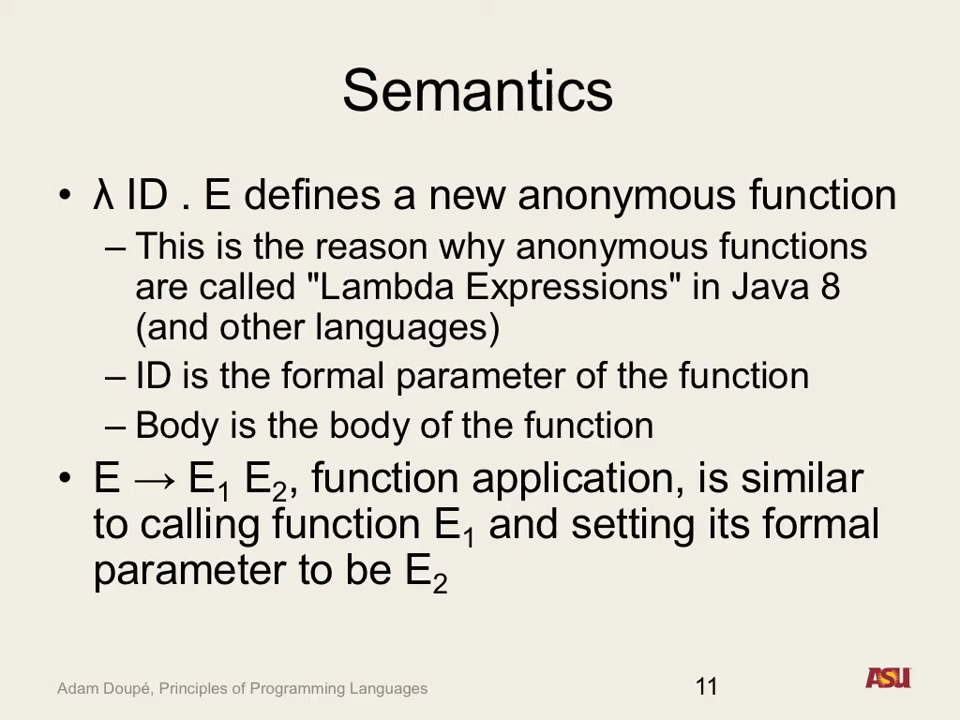 Semantics
• λ ID . E defines a new anonymous function
– This is the reason why anonymous functions
are called "Lambda Expressions" in Java 8
(and other languages)
– ID is the formal parameter of the function
– Body is the body of the function
• E → E₁ E₂, function application, is similar
to calling function E₁ and setting its formal
parameter to be E₂
Adam Doupé, Principles of Programming Languages
11
ASU